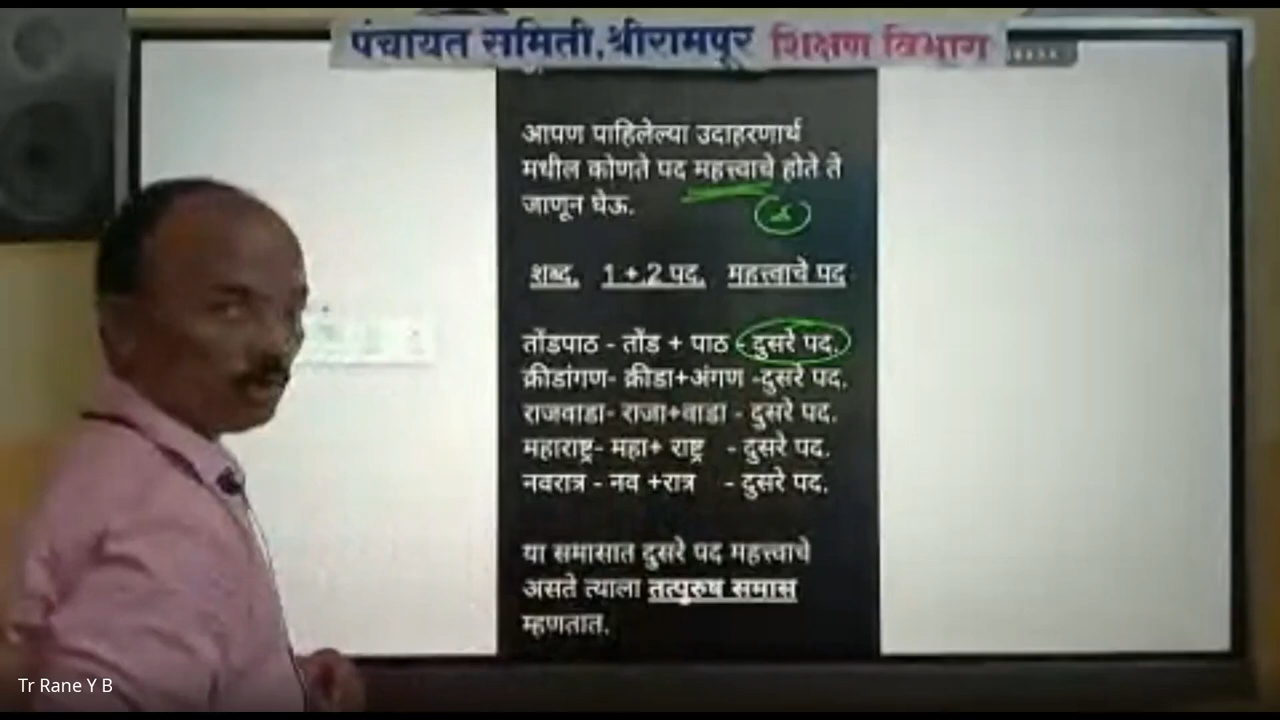 पंचायत समिती,श्रीरामपूर शिक्षण विभाग
आपण पाहिलेल्या उदाहरणार्थ
मधील कोणते पद महत्त्वाचे होते ते
जाणून घेऊ.
शब्द. 1 + 2 पद. महत्त्वाचे पद
तोंडपाठ - तोंड + पाठ - दुसरे पद.
क्रीडांगण- क्रीडा+अंगण -दुसरे पद.
राजवाडा- राजा+वाडा - दुसरे पद.
महाराष्ट्र- महा+ राष्ट्र - दुसरे पद.
नवरात्र - नव +रात्र - दुसरे पद.
या समासात दुसरे पद महत्त्वाचे
असते त्याला तत्पुरुष समास
म्हणतात.
Tr Rane Y B